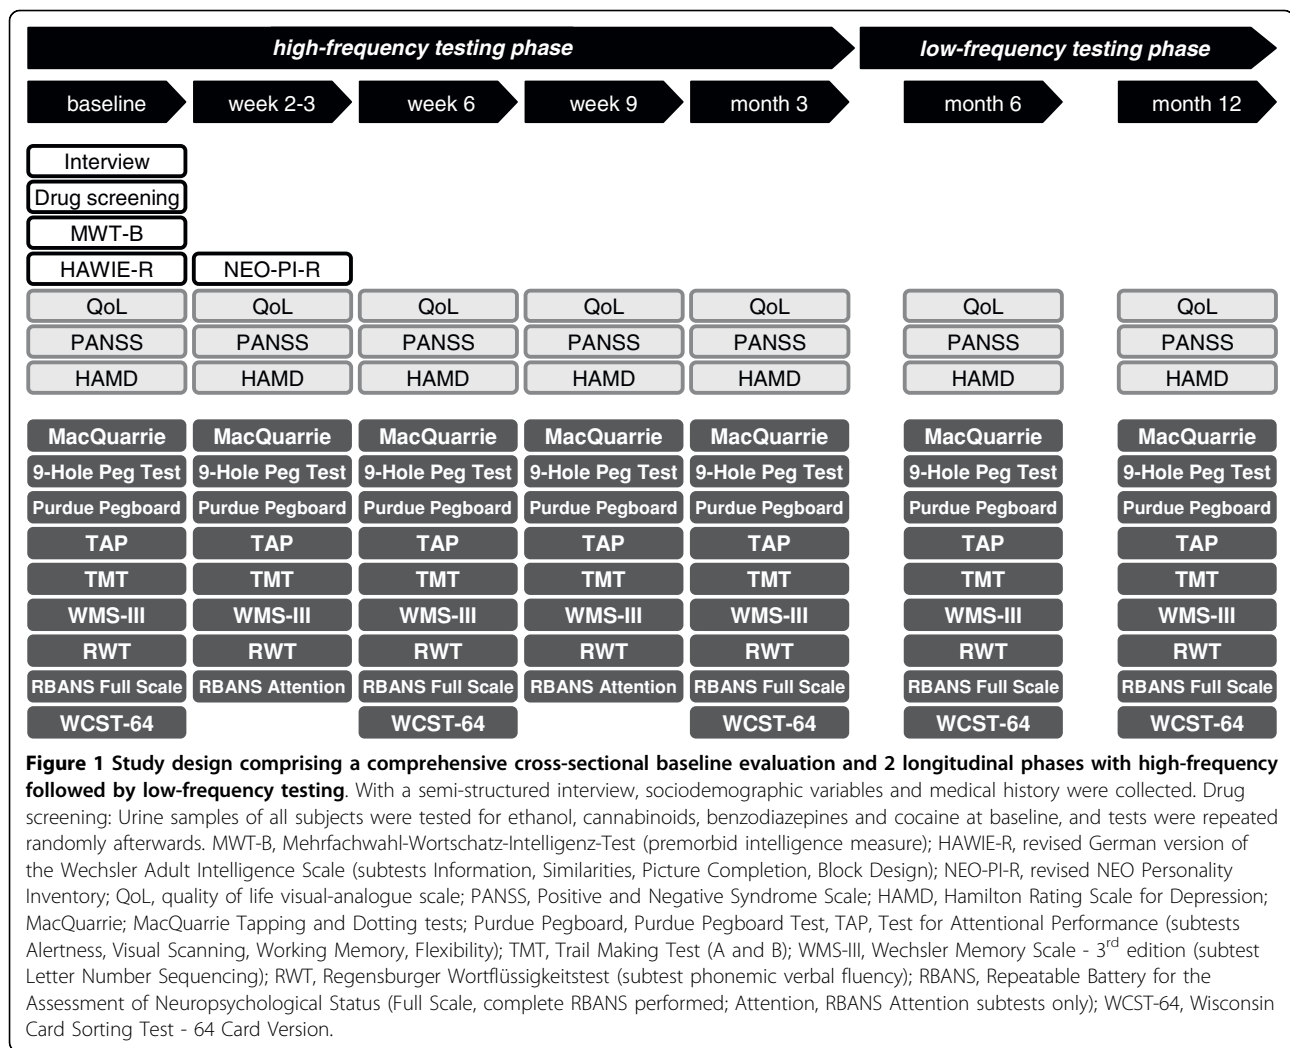 high-frequency testing phase low-frequency testing phase
baseline week 2-3 week 6 week 9 month 3 month 6 month 12
Interview
Drug screening
MWT-B
HAWIE-R NEO-PI-R
QoL QoL QoL QoL QoL QoL QoL
PANSS PANSS PANSS PANSS PANSS PANSS PANSS
HAMD HAMD HAMD HAMD HAMD HAMD HAMD
MacQuarrie MacQuarrie MacQuarrie MacQuarrie MacQuarrie MacQuarrie MacQuarrie
9-Hole Peg Test 9-Hole Peg Test 9-Hole Peg Test 9-Hole Peg Test 9-Hole Peg Test 9-Hole Peg Test 9-Hole Peg Test
Purdue Pegboard Purdue Pegboard Purdue Pegboard Purdue Pegboard Purdue Pegboard Purdue Pegboard Purdue Pegboard
TAP TAP TAP TAP TAP TAP TAP
TMT TMT TMT TMT TMT TMT TMT
WMS-III WMS-III WMS-III WMS-III WMS-III WMS-III WMS-III
RWT RWT RWT RWT RWT RWT RWT
RBANS Full Scale RBANS Attention RBANS Full Scale RBANS Attention RBANS Full Scale RBANS Full Scale RBANS Full Scale
WCST-64 WCST-64 WCST-64 WCST-64 WCST-64
Figure 1 Study design comprising a comprehensive cross-sectional baseline evaluation and 2 longitudinal phases with high-frequency
followed by low-frequency testing. With a semi-structured interview, sociodemographic variables and medical history were collected. Drug
screening: Urine samples of all subjects were tested for ethanol, cannabinoids, benzodiazepines and cocaine at baseline, and tests were repeated
randomly afterwards. MWT-B, Mehrfachwahl-Wortschatz-Intelligenz-Test (premorbid intelligence measure); HAWIE-R, revised German version of
the Wechsler Adult Intelligence Scale (subtests Information, Similarities, Picture Completion, Block Design); NEO-PI-R, revised NEO Personality
Inventory; QoL, quality of life visual-analogue scale; PANSS, Positive and Negative Syndrome Scale; HAMD, Hamilton Rating Scale for Depression;
MacQuarrie; MacQuarrie Tapping and Dotting tests; Purdue Pegboard, Purdue Pegboard Test, TAP, Test for Attentional Performance (subtests
Alertness, Visual Scanning, Working Memory, Flexibility); TMT, Trail Making Test (A and B); WMS-III, Wechsler Memory Scale - 3rd edition (subtest
Letter Number Sequencing); RWT, Regensburger Wortflüssigkeitstest (subtest phonemic verbal fluency); RBANS, Repeatable Battery for the
Assessment of Neuropsychological Status (Full Scale, complete RBANS performed; Attention, RBANS Attention subtests only); WCST-64, Wisconsin
Card Sorting Test - 64 Card Version.